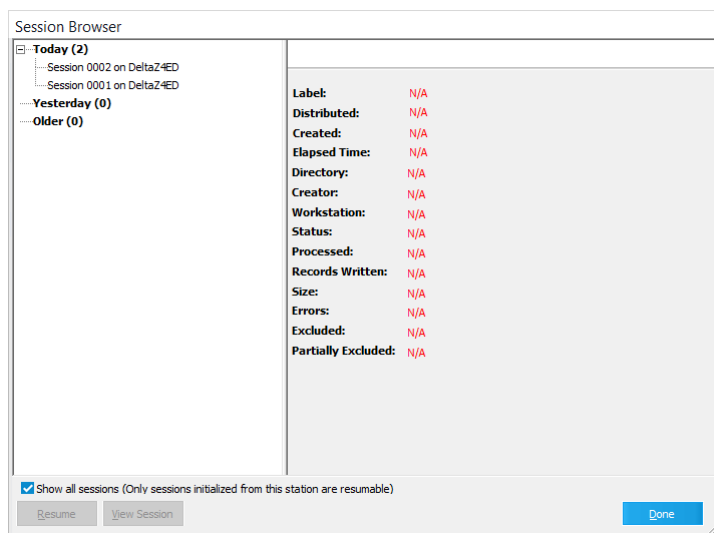 Session Browser
Today (2)
Session 0002 on DeltaZ4ED
Session 0001 on DeltaZ4ED
Yesterday (0)
Older (0)
Label: N/A
Distributed: N/A
Created: N/A
Elapsed Time: N/A
Directory: N/A
Creator: N/A
Workstation: N/A
Status: N/A
Processed: N/A
Records Written: N/A
Size: N/A
Errors: N/A
Excluded: N/A
Partially Excluded: N/A
Show all sessions (Only sessions initialized from this station are resumable)
Resume View Session Done